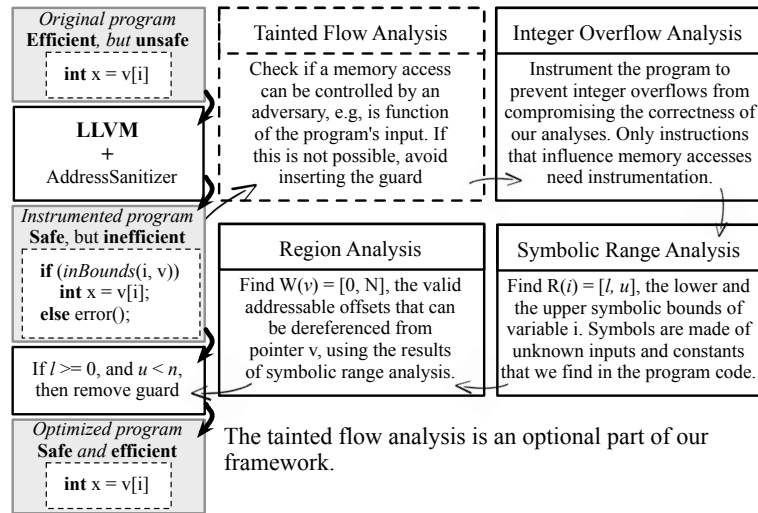 Original program
Efficient, but unsafe
int x = v[i]
LLVM
+
AddressSanitizer
Instrumented program
Safe, but inefficient
if (inBounds(i, v))
int x = v[i];
else error();
If l >= 0, and u < n,
then remove guard
Optimized program
Safe and efficient
int x = v[i]
Tainted Flow Analysis
Check if a memory access
can be controlled by an
adversary, e.g, is function
of the program's input. If
this is not possible, avoid
inserting the guard
Integer Overflow Analysis
Instrument the program to
prevent integer overflows from
compromising the correctness of
our analyses. Only instructions
that influence memory accesses
need instrumentation.
Region Analysis
Find W(v) = [0, N], the valid
addressable offsets that can
be dereferenced from
pointer v, using the results
of symbolic range analysis.
Symbolic Range Analysis
Find R(i) = [l, u], the lower and
the upper symbolic bounds of
variable i. Symbols are made of
unknown inputs and constants
that we find in the program code.
The tainted flow analysis is an optional part of our
framework.